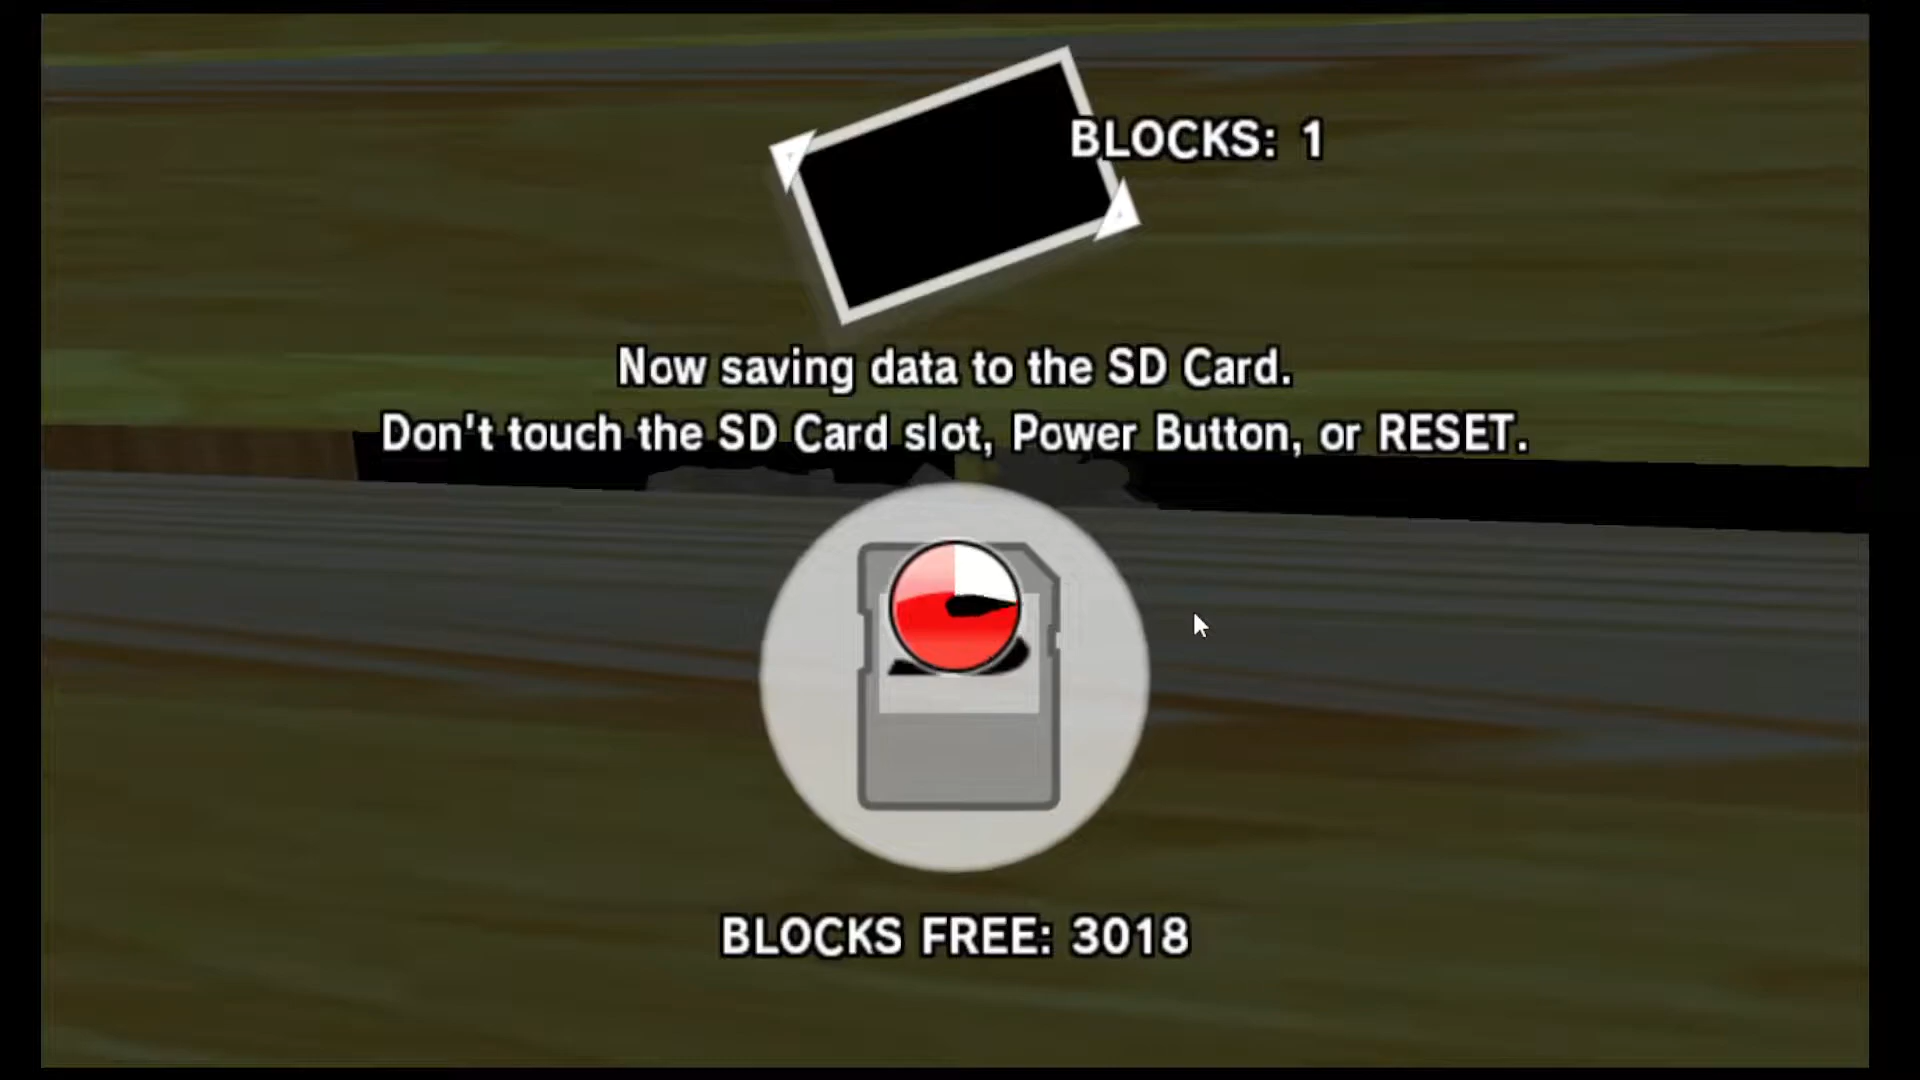 BLOCKS: 1
Now saving data to the SD Card.
Don't touch the SD Card slot, Power Button, or RESET.
BLOCKS FREE: 3018